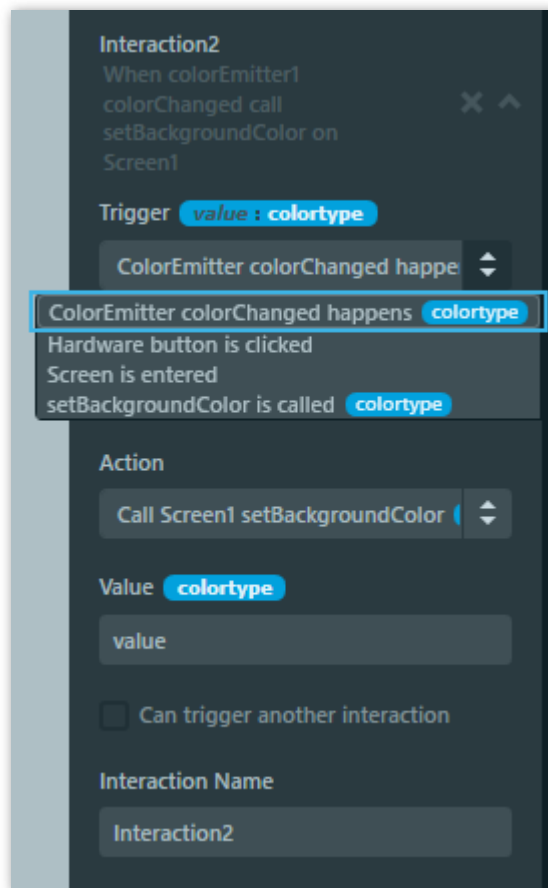 Interaction2
When colorEmitter1
colorChanged call
setBackgroundColor on
Screen1
Trigger value : colortype
ColorEmitter colorChanged happe
ColorEmitter colorChanged happens colortype
Hardware button is clicked
Screen is entered
setBackgroundColor is called colortype
Action
Call Screen1 setBackgroundColor
Value colortype
value
Can trigger another interaction
Interaction Name
Interaction2